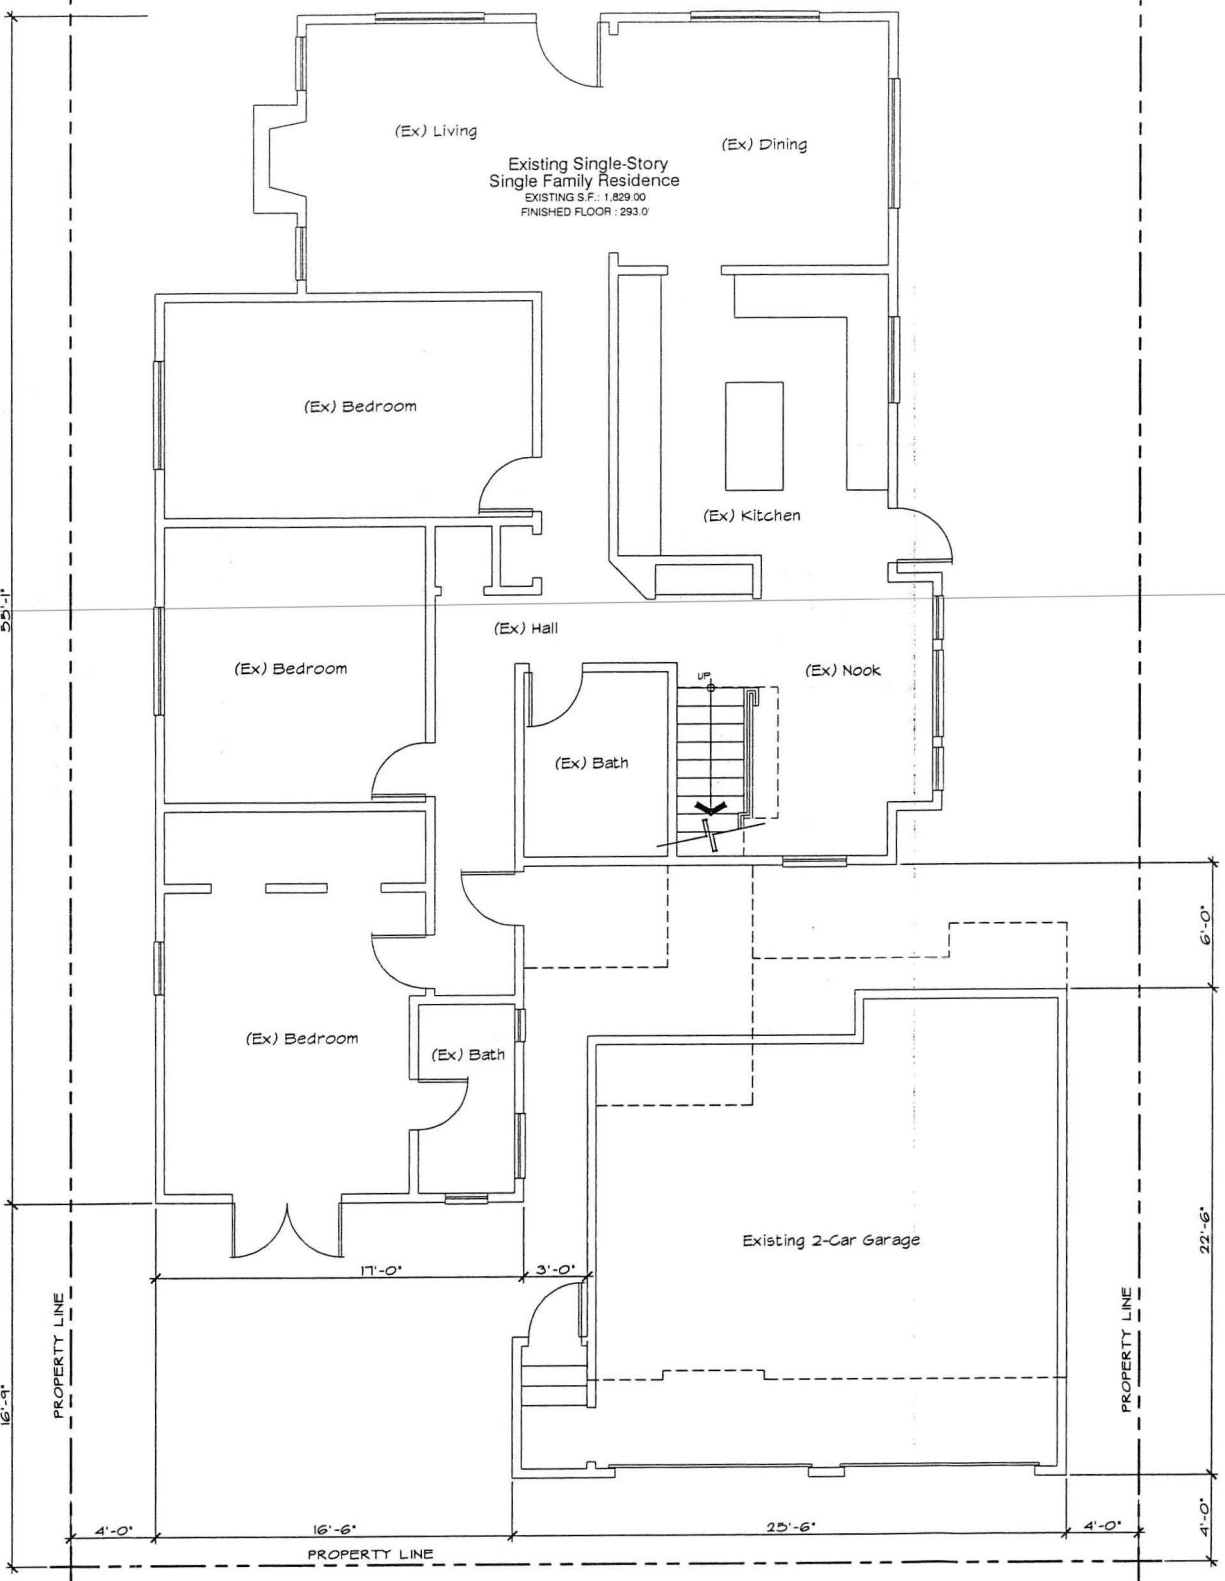 (Ex) Living
(Ex) Dining
Existing Single-Story
Single Family Residence
EXISTING S.F.: 1,829.00
FINISHED FLOOR : 293.0'
(Ex) Bedroom
(Ex) Kitchen
55'-1"
(Ex) Hall
(Ex) Bedroom
(Ex) Nook
UP
(Ex) Bath
6'-0"
(Ex) Bedroom
(Ex) Bath
Existing 2-Car Garage
22'-6"
17'-0"
3'-0"
PROPERTY LINE
PROPERTY LINE
16'-9"
4'-0"
16'-6"
25'-6"
4'-0"
4'-0"
PROPERTY LINE